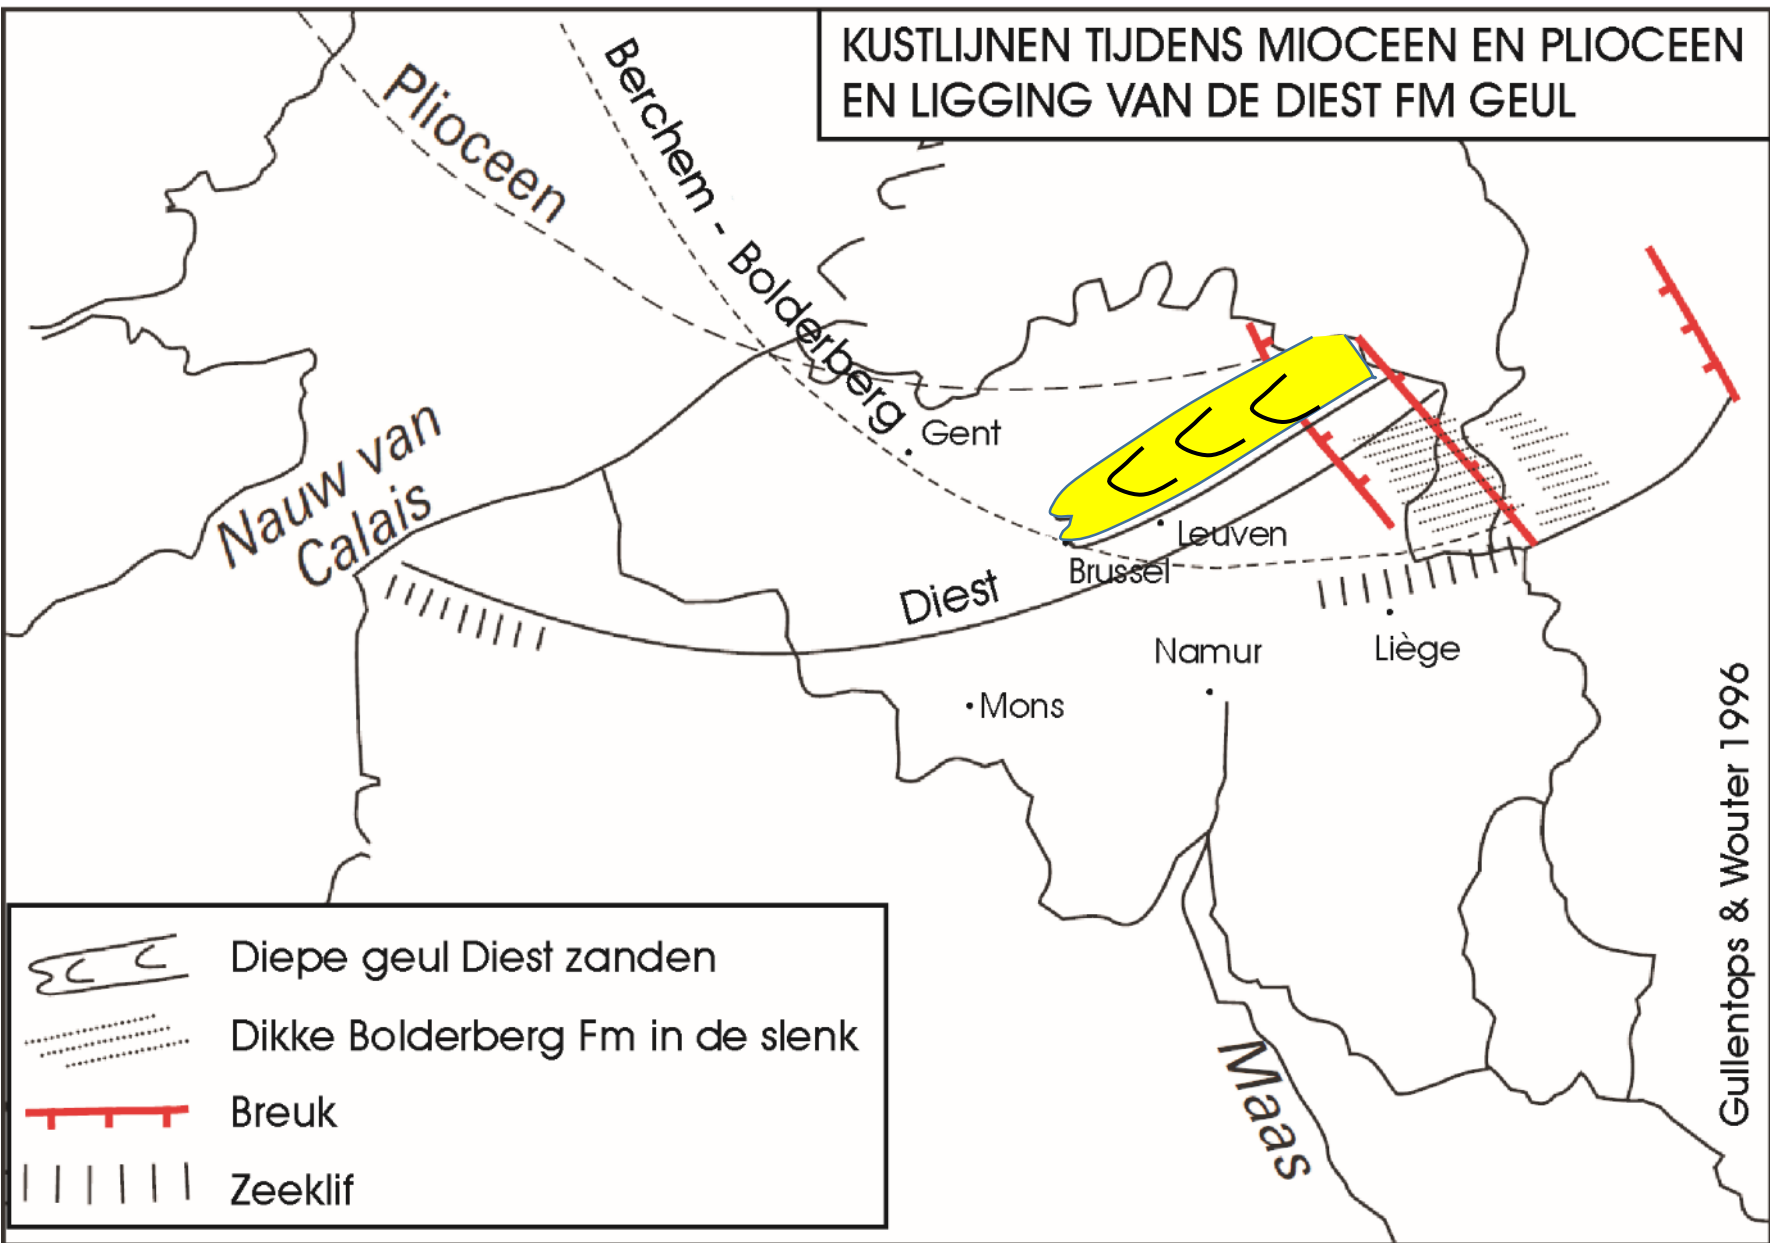 KUSTLIJNEN TIJDENS MIOCEEN EN PLIOCEEN
EN LIGGING VAN DE DIEST FM GEUL
Plioceen
Berchem - Bolderberg
Nauw van
Calais
Gent
Leuven
Brussel
Diest
Namur
Liège
Mons
Maas
Gullentops & Wouter 1996
Diepe geul Diest zanden
Dikke Bolderberg Fm in de slenk
Breuk
Zeeklif